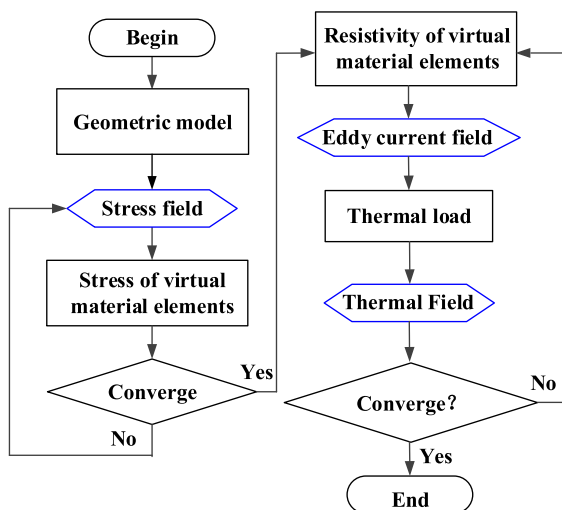 Begin
Geometric model
Stress field
Stress of virtual
material elements
Converge
Yes
No
Resistivity of virtual
material elements
Eddy current field
Thermal load
Thermal Field
Converge?
No
Yes
End